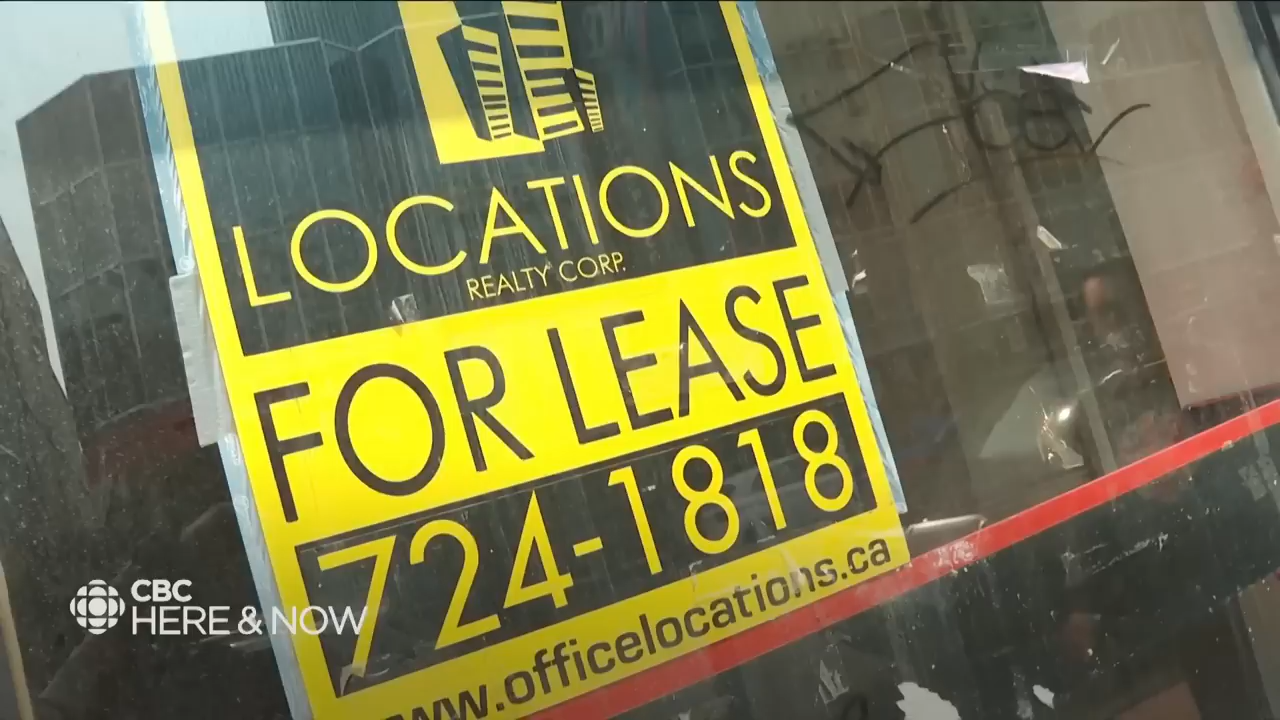 LOCATIONS
REALTY CORP.
FOR LEASE
724-1818
www.officelocations.ca
CBC
HERE & NOW